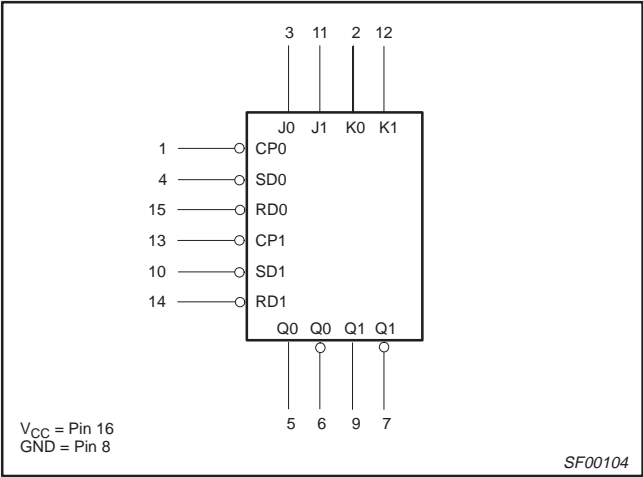 3 11 2 12
J0 J1 K0 K1
1 CP0
4 SD0
15 RD0
13 CP1
10 SD1
14 RD1
Q0 Q0 Q1 Q1
5 6 9 7
VCC = Pin 16
GND = Pin 8
SF00104